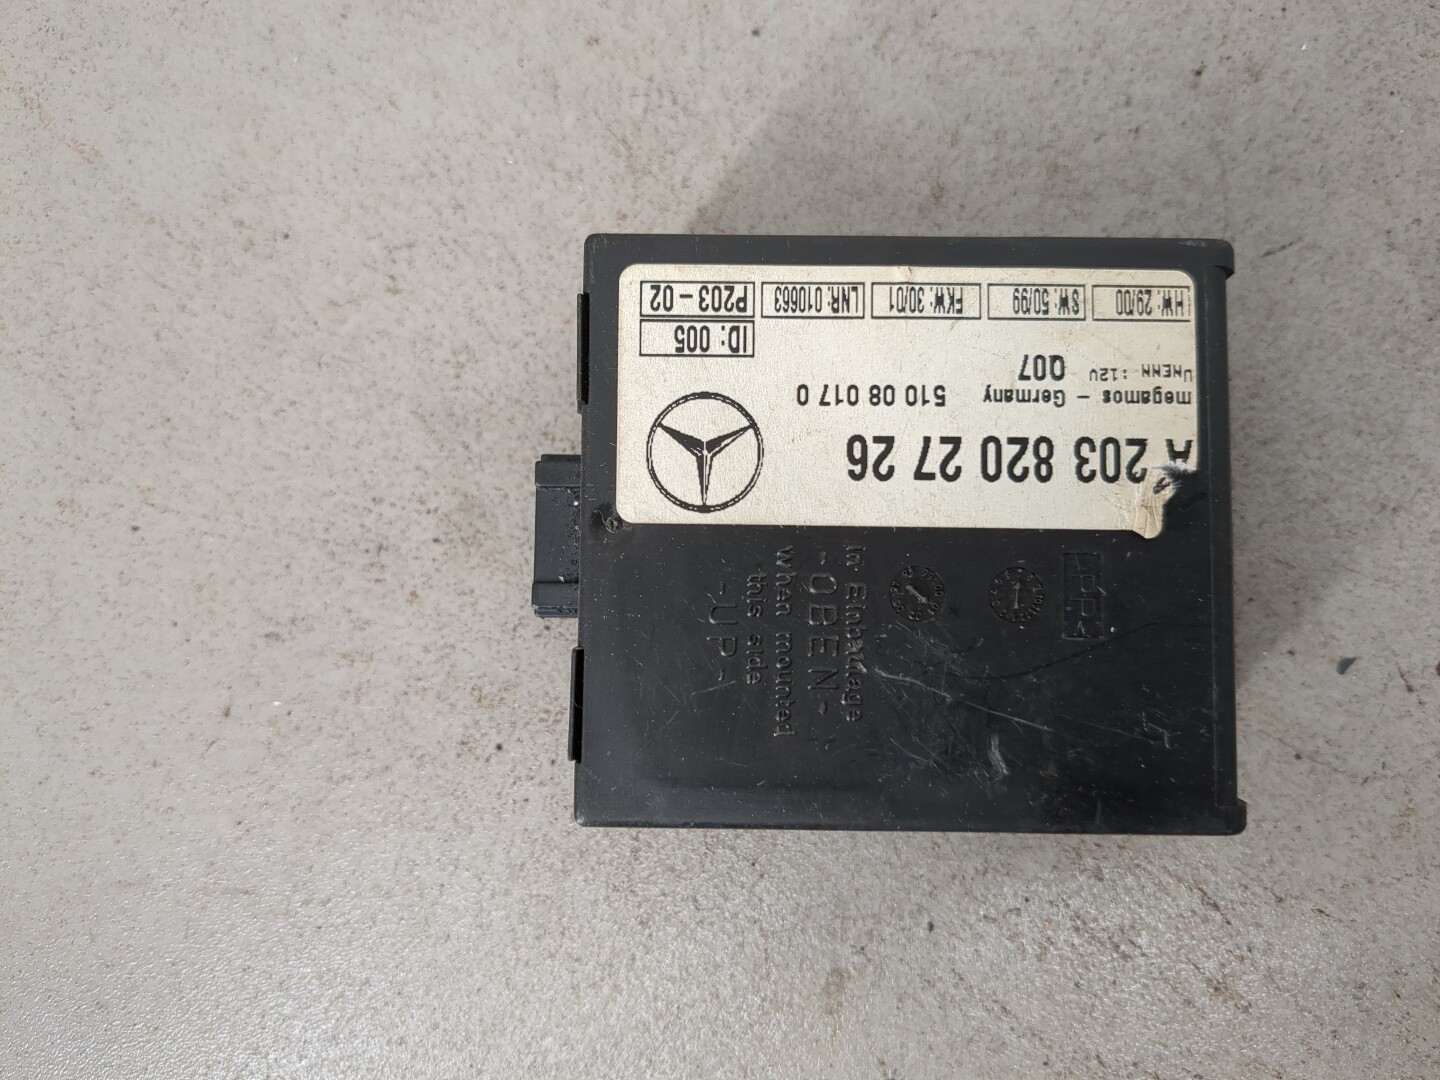 A 203 820 27 26
megamos - Germany 510 08 017 0
UNENN : 12V Q07
ID: 005
HW: 29/00 SW: 50/99 FKW: 30/01 LNR: 010663 P203-02
In Einbaulage
-OBEN-
when mounted
this side
-UP-